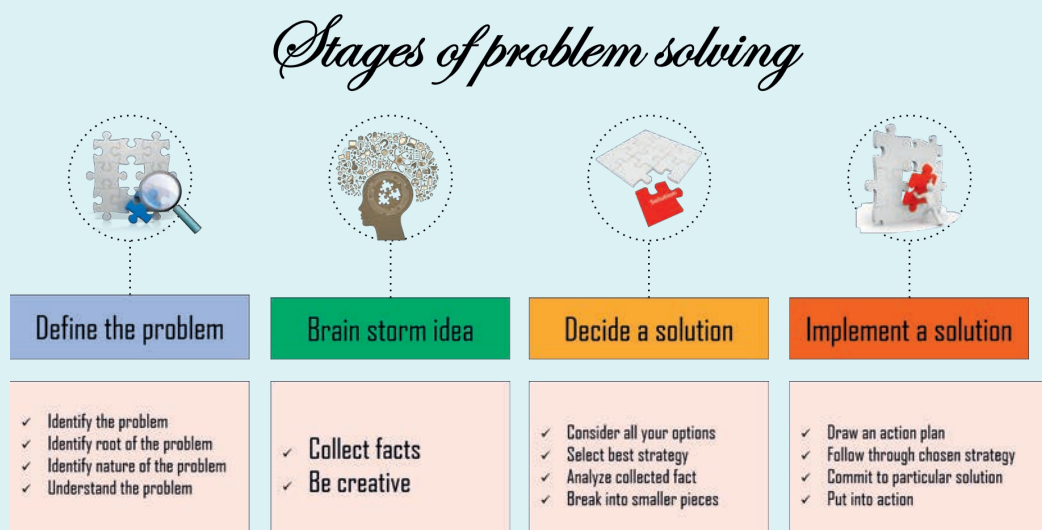 Stages of problem solving
Solution
Define the problem
Brain storm idea
Decide a solution
Implement a solution
✓ Identify the problem
✓ Identify root of the problem
✓ Identify nature of the problem
✓ Understand the problem
✓ Collect facts
✓ Be creative
✓ Consider all your options
✓ Select best strategy
✓ Analyze collected fact
✓ Break into smaller pieces
✓ Draw an action plan
✓ Follow through chosen strategy
✓ Commit to particular solution
✓ Put into action